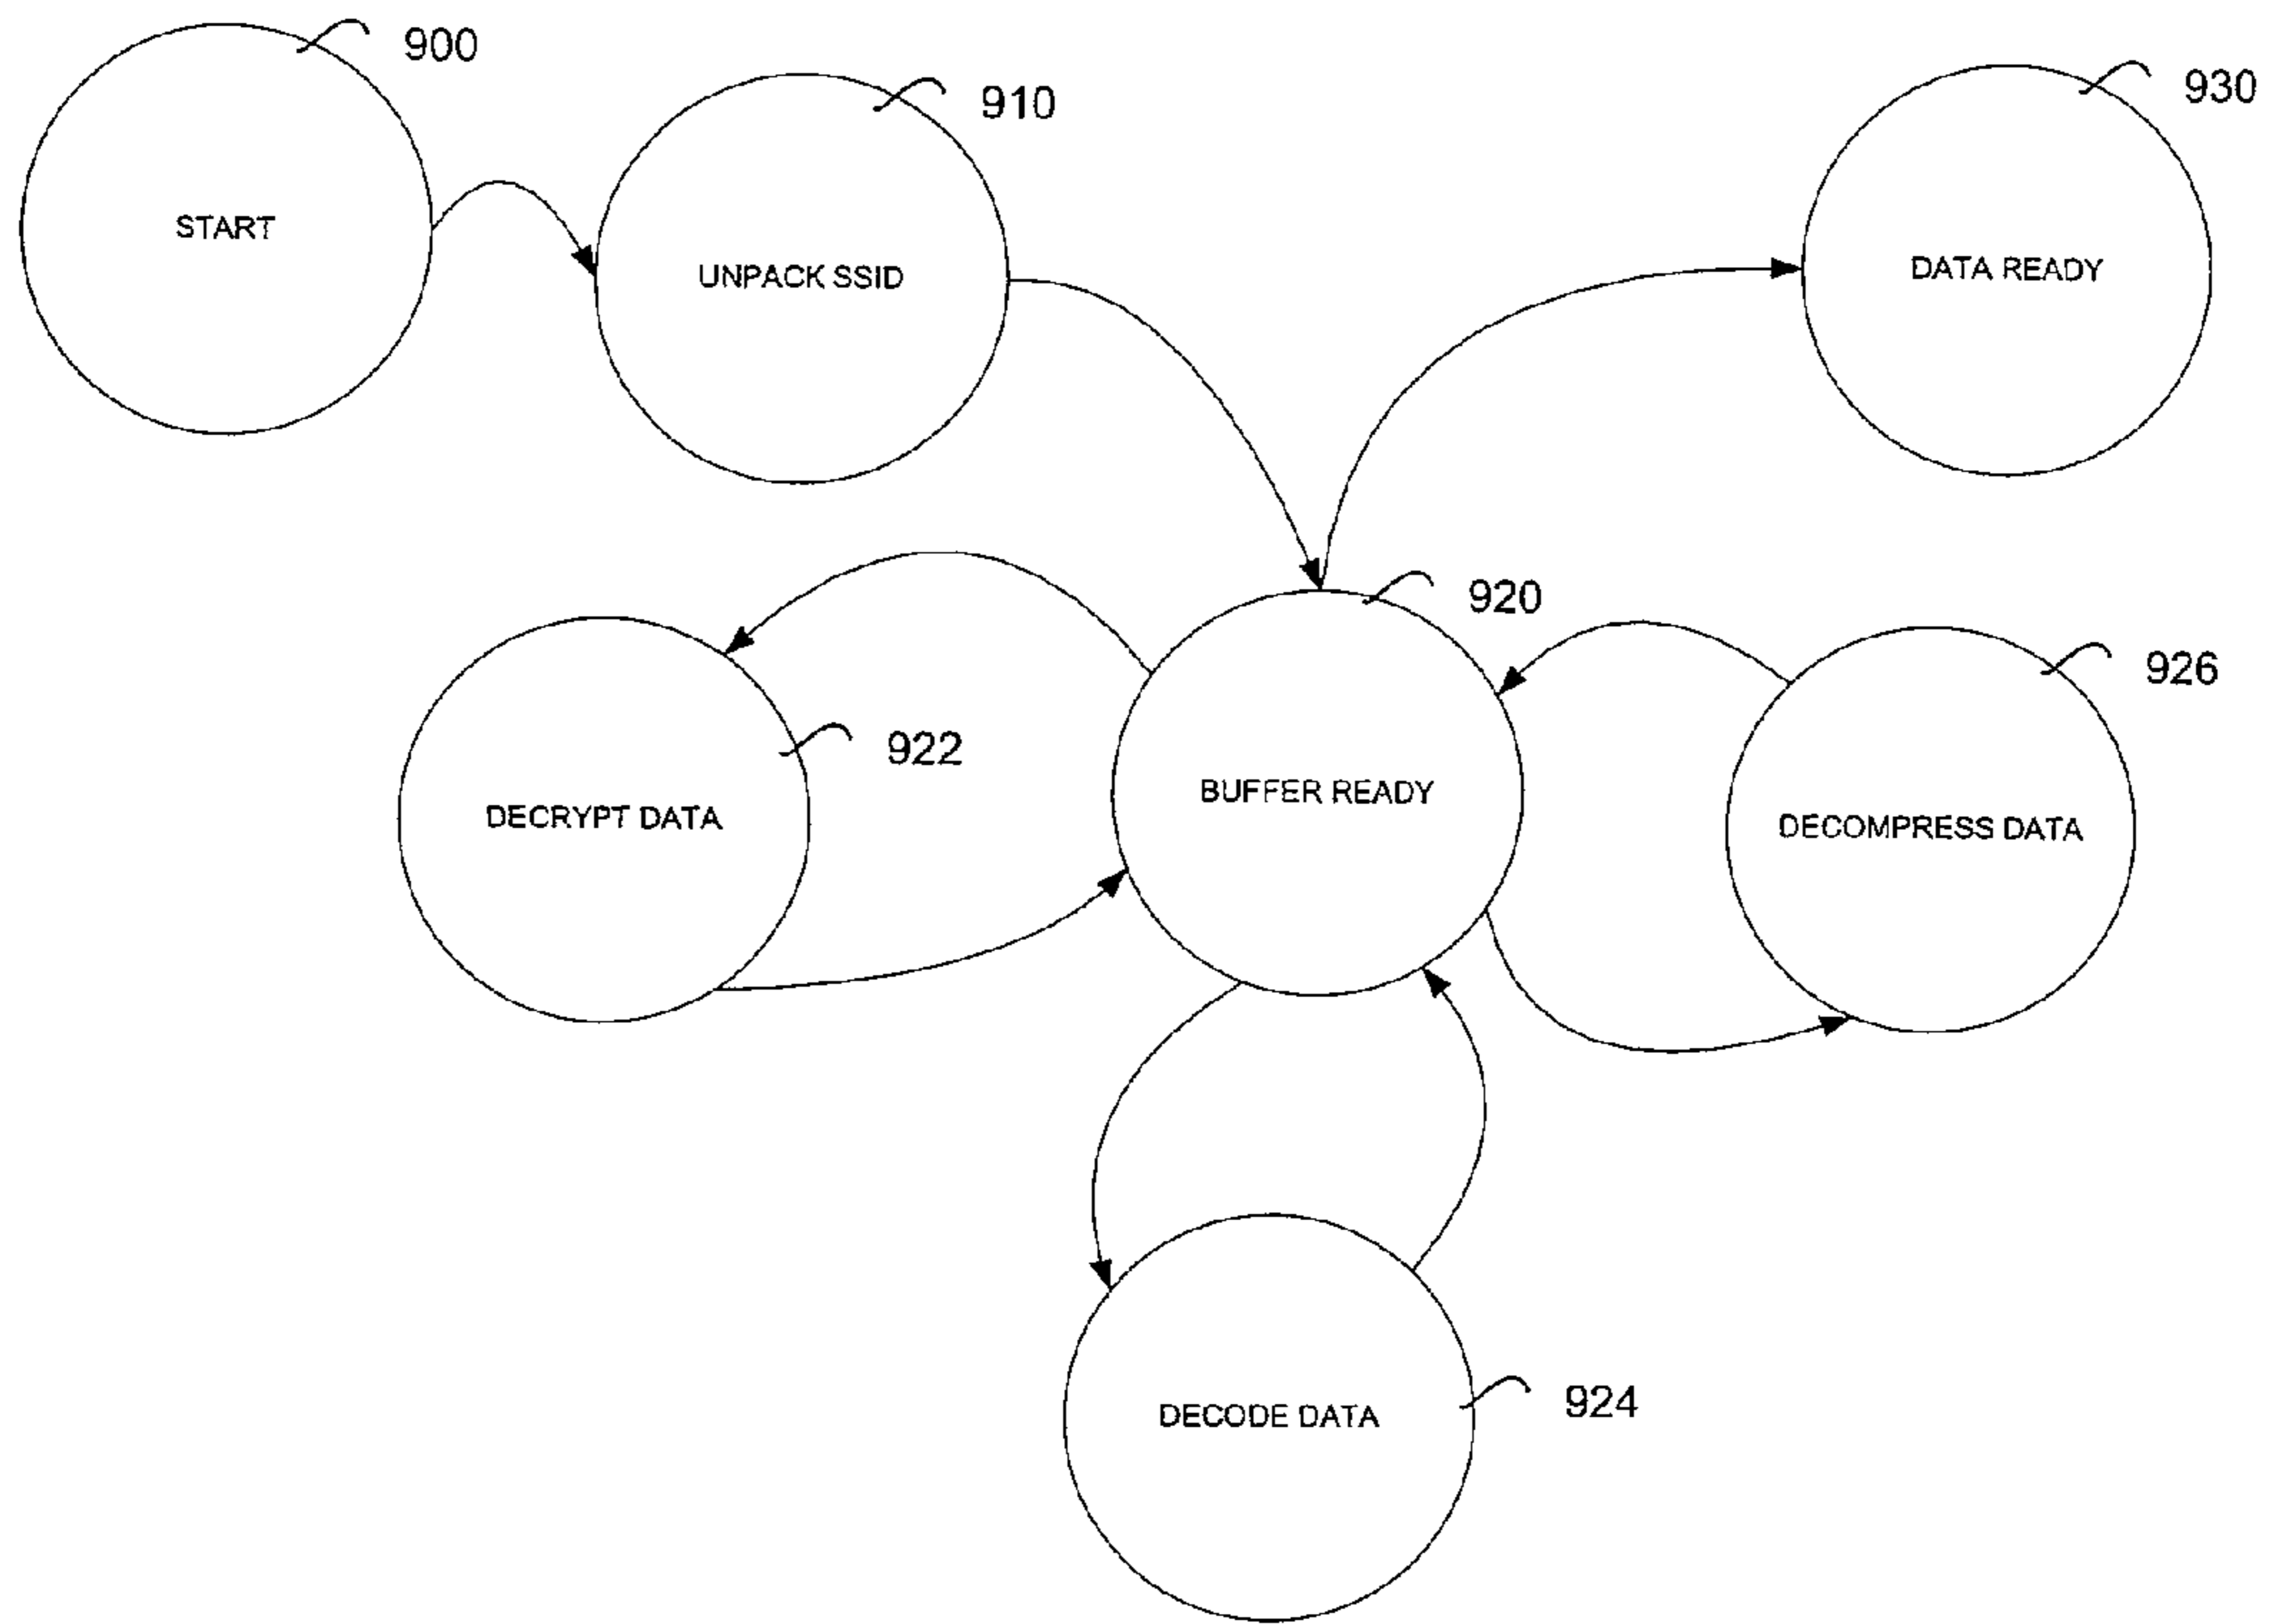 900
START
910
UNPACK SSID
930
DATA READY
920
BUFFER READY
922
DECRYPT DATA
926
DECOMPRESS DATA
924
DECODE DATA